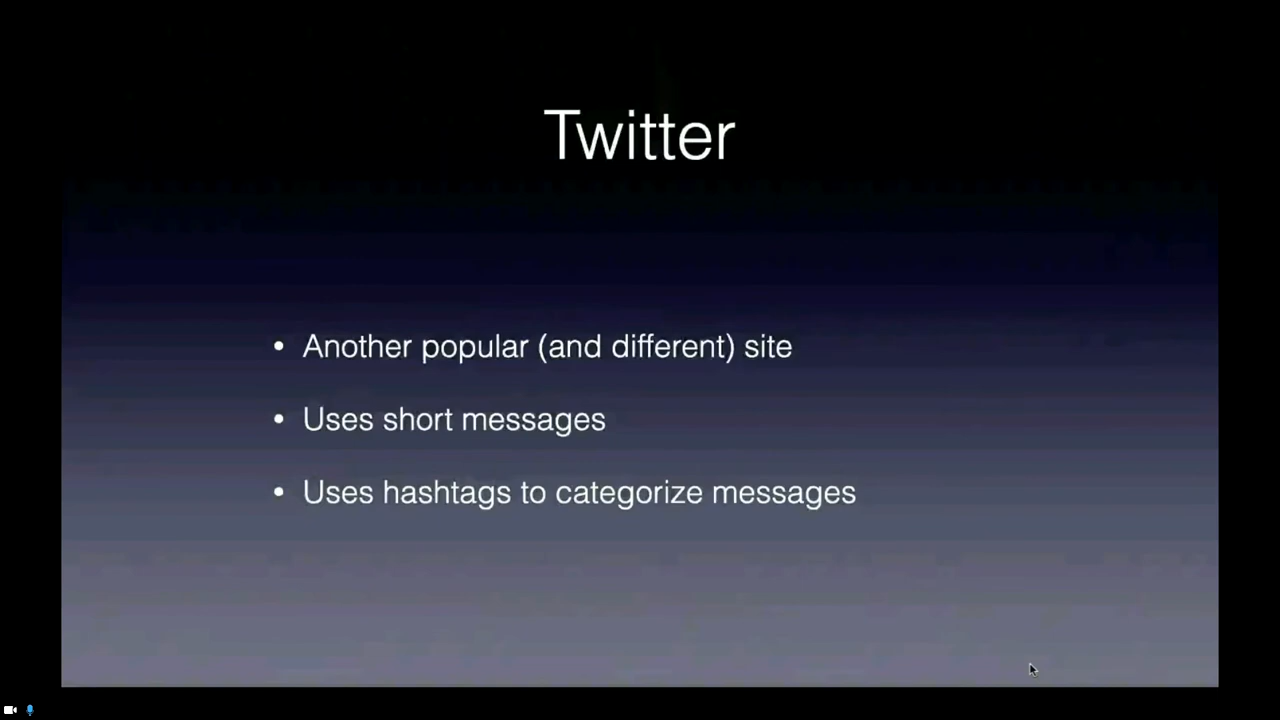 Twitter
• Another popular (and different) site
• Uses short messages
• Uses hashtags to categorize messages